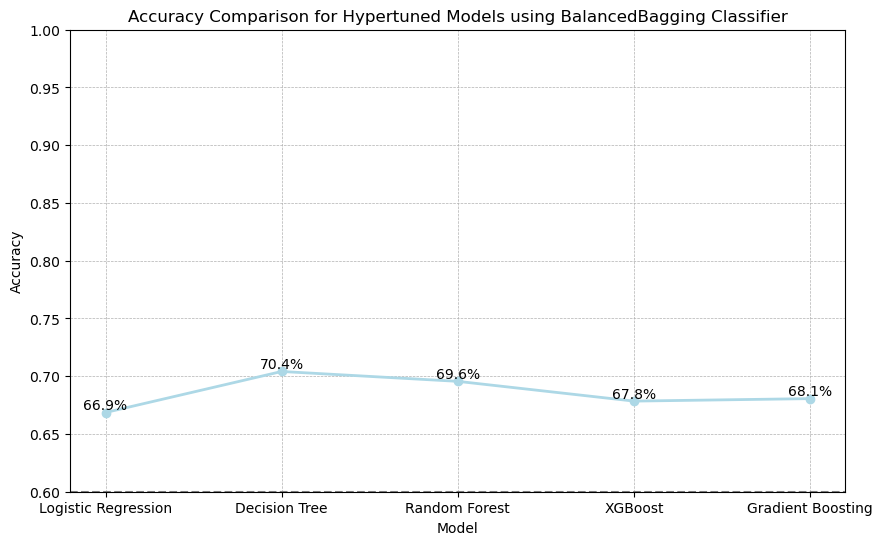 Accuracy Comparison for Hypertuned Models using BalancedBagging Classifier
1.00
0.95
0.90
0.85
0.80
0.75
0.70
0.65
0.60
Accuracy
66.9%
70.4%
69.6%
67.8%
68.1%
Logistic Regression
Decision Tree
Random Forest
XGBoost
Gradient Boosting
Model